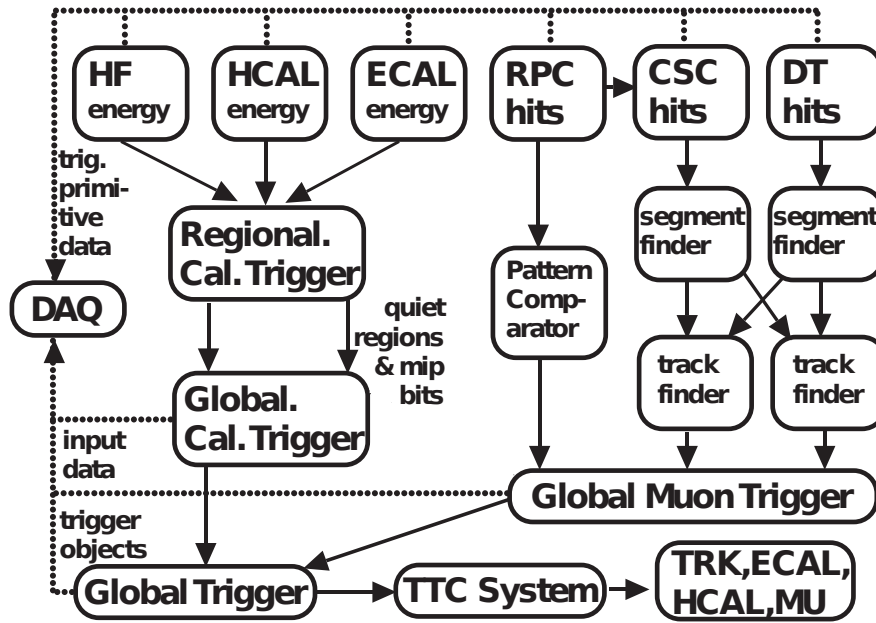 HF
energy
HCAL
energy
ECAL
energy
RPC
hits
CSC
hits
DT
hits
trig.
primi-
tive
data
segment
finder
segment
finder
Regional.
Cal. Trigger
Pattern
Comp-
arator
DAQ
quiet
regions
& mip
bits
track
finder
track
finder
Global.
Cal. Trigger
input
data
Global Muon Trigger
trigger
objects
Global Trigger
TTC System
TRK,ECAL,
HCAL,MU